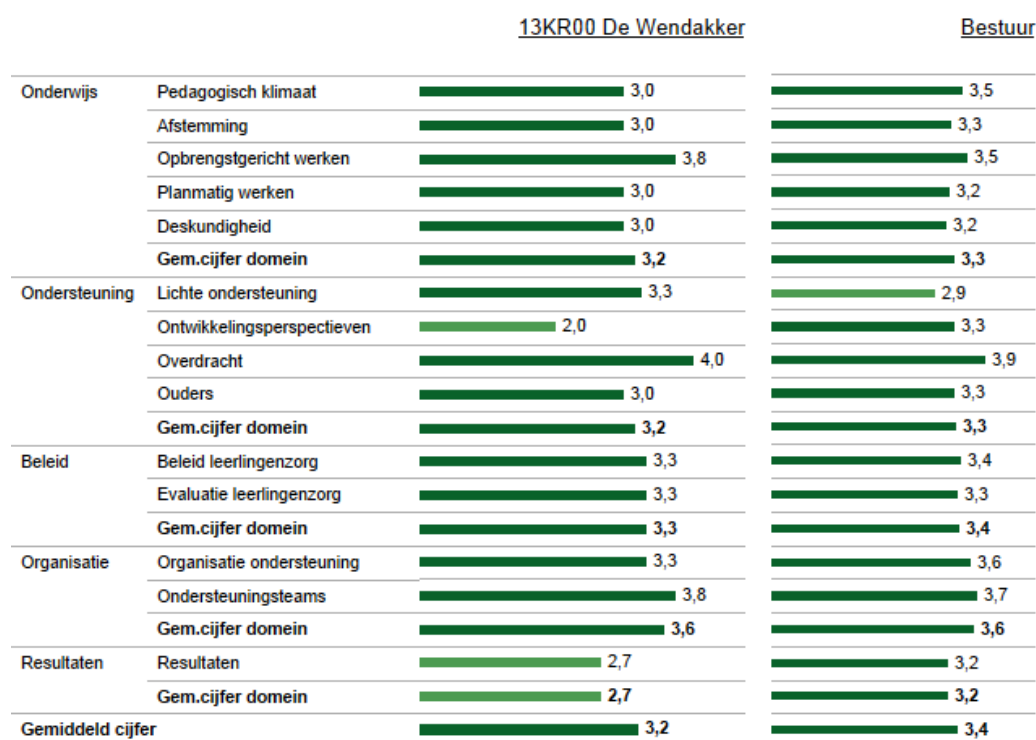 13KR00 De Wendakker Bestuur
Onderwijs Pedagogisch klimaat 3,0 3,5
Afstemming 3,0 3,3
Opbrengstgericht werken 3,8 3,5
Planmatig werken 3,0 3,2
Deskundigheid 3,0 3,2
Gem.cijfer domein 3,2 3,3
Ondersteuning Lichte ondersteuning 3,3 2,9
Ontwikkelingsperspectieven 2,0 3,3
Overdracht 4,0 3,9
Ouders 3,0 3,3
Gem.cijfer domein 3,2 3,3
Beleid Beleid leerlingenzorg 3,3 3,4
Evaluatie leerlingenzorg 3,3 3,3
Gem.cijfer domein 3,3 3,4
Organisatie Organisatie ondersteuning 3,3 3,6
Ondersteuningsteams 3,8 3,7
Gem.cijfer domein 3,6 3,6
Resultaten Resultaten 2,7 3,2
Gem.cijfer domein 2,7 3,2
Gemiddeld cijfer 3,2 3,4